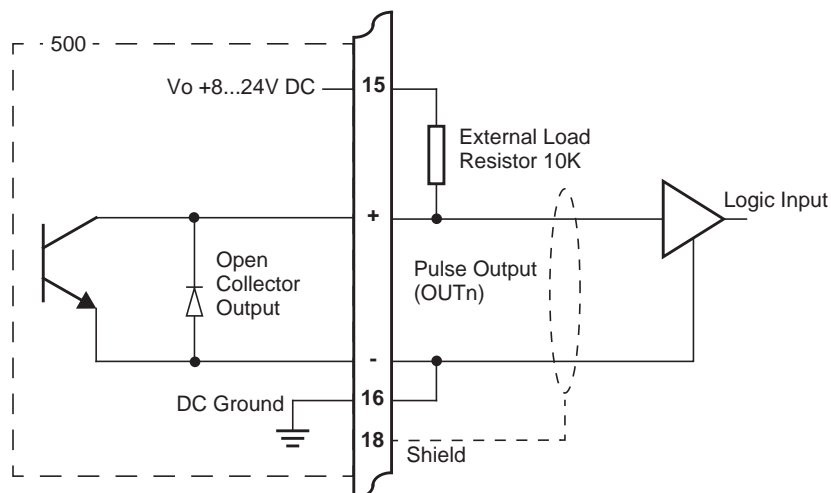 500
Vo +8...24V DC
15
External Load
Resistor 10K
+
Logic Input
Open
Collector
Output
Pulse Output
(OUTn)
-
DC Ground
16
18
Shield